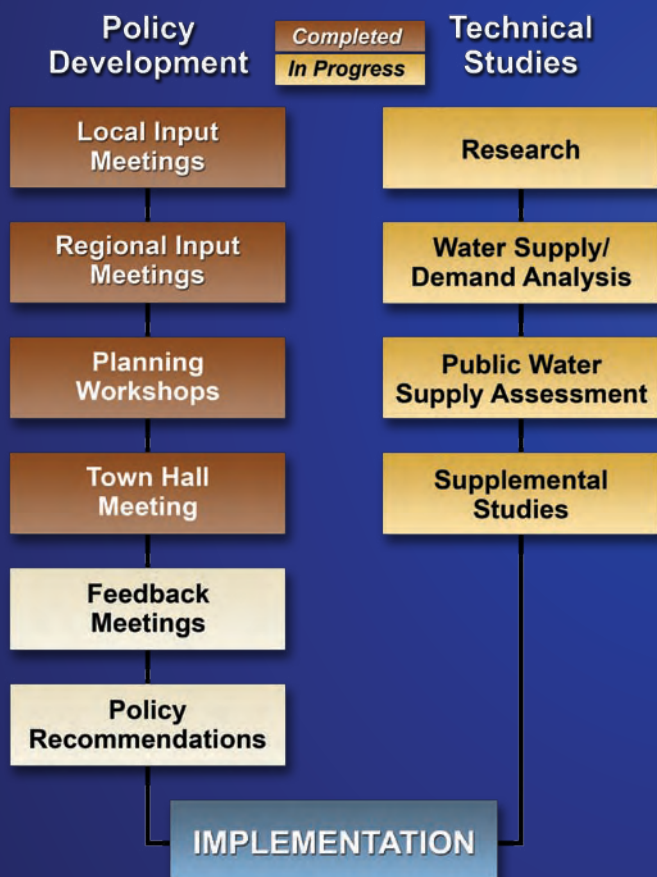 Policy
Development
Completed
In Progress
Technical
Studies
Local Input
Meetings
Regional Input
Meetings
Planning
Workshops
Town Hall
Meeting
Feedback
Meetings
Policy
Recommendations
Research
Water Supply/
Demand Analysis
Public Water
Supply Assessment
Supplemental
Studies
IMPLEMENTATION